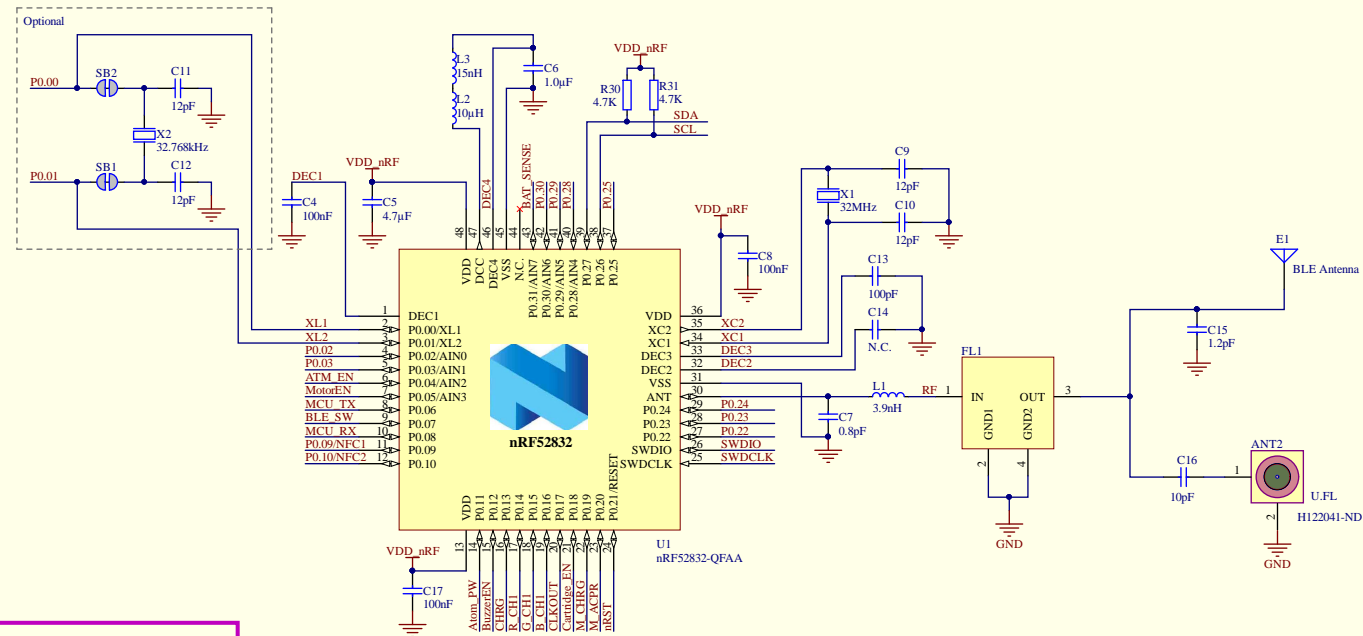 Optional
P0.00
SB2
C11
12pF
X2
32.768kHz
P0.01
SB1
C12
12pF
DEC1
C4
100nF
VDD_nRF
C5
4.7µF
L3
15nH
L2
10µH
C6
1.0µF
DEC4
BAT_SENSE
P0.30
P0.29
P0.28
P0.25
VDD_nRF
R30
4.7K
R31
4.7K
SDA
SCL
48
47
46
45
44
43
42
41
40
39
38
37
VDD
DCC
DEC4
VSS
N.C.
P0.31/AIN7
P0.30/AIN6
P0.29/AIN5
P0.28/AIN4
P0.27
P0.26
P0.25
VDD_nRF
C8
100nF
C9
12pF
X1
32MHz
C10
12pF
C13
100pF
C14
N.C.
XL1
XL2
P0.02
P0.03
ATM_EN
MotorEN
MCU_TX
BLE_SW
MCU_RX
P0.09/NFC1
P0.10/NFC2
1
2
3
4
5
6
7
8
9
10
11
12
DEC1
P0.00/XL1
P0.01/XL2
P0.02/AIN0
P0.03/AIN1
P0.04/AIN2
P0.05/AIN3
P0.06
P0.07
P0.08
P0.09
P0.10
nRF52832
VDD
XC2
XC1
DEC3
DEC2
VSS
ANT
P0.24
P0.23
P0.22
SWDIO
SWDCLK
36
35
34
33
32
31
30
29
28
27
26
25
XC2
XC1
DEC3
DEC2
P0.24
P0.23
P0.22
SWDIO
SWDCLK
C7
0.8pF
L1
3.9nH
RF
1
FL1
IN
OUT
GND1
GND2
2
4
3
GND
E1
BLE Antenna
C15
1.2pF
C16
10pF
ANT2
1
2
U.FL
H122041-ND
GND
VDD
P0.11
P0.12
P0.13
P0.14
P0.15
P0.16
P0.17
P0.18
P0.19
P0.20
P0.21/RESET
13
14
15
16
17
18
19
20
21
22
23
24
U1
nRF52832-QFAA
VDD_nRF
C17
100nF
Atom_PW
BuzzerEN
CHRG
R_CH1
G_CH1
B_CH1
CLKOUT
Cartridge_EN
M_CHRG
M_ACPR
nRST